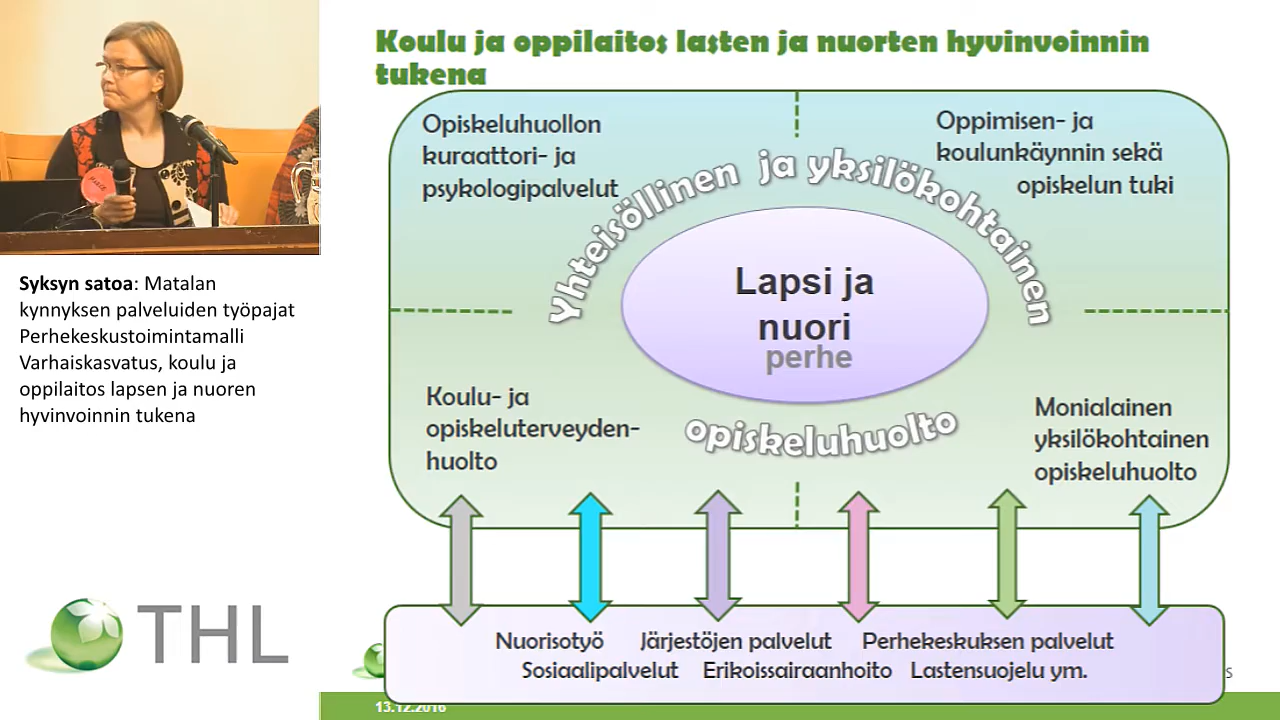 Koulu ja oppilaitos lasten ja nuorten hyvinvoinnin
tukena
Opiskeluhuollon
kuraattori- ja
psykologipalvelut
Oppimisen- ja
koulunkäynnin sekä
opiskelun tuki
Yhteisöllinen ja yksilökohtainen
Lapsi ja
nuori
perhe
opiskeluhuolto
Koulu- ja
opiskeluterveyden-
huolto
Monialainen
yksilökohtainen
opiskeluhuolto
Nuorisotyö Järjestöjen palvelut Perhekeskuksen palvelut
Sosiaalipalvelut Erikoissairaanhoito Lastensuojelu ym.
13.12.2016
Syksyn satoa: Matalan
kynnyksen palveluiden työpajat
Perhekeskustoimintamalli
Varhaiskasvatus, koulu ja
oppilaitos lapsen ja nuoren
hyvinvoinnin tukena
THL